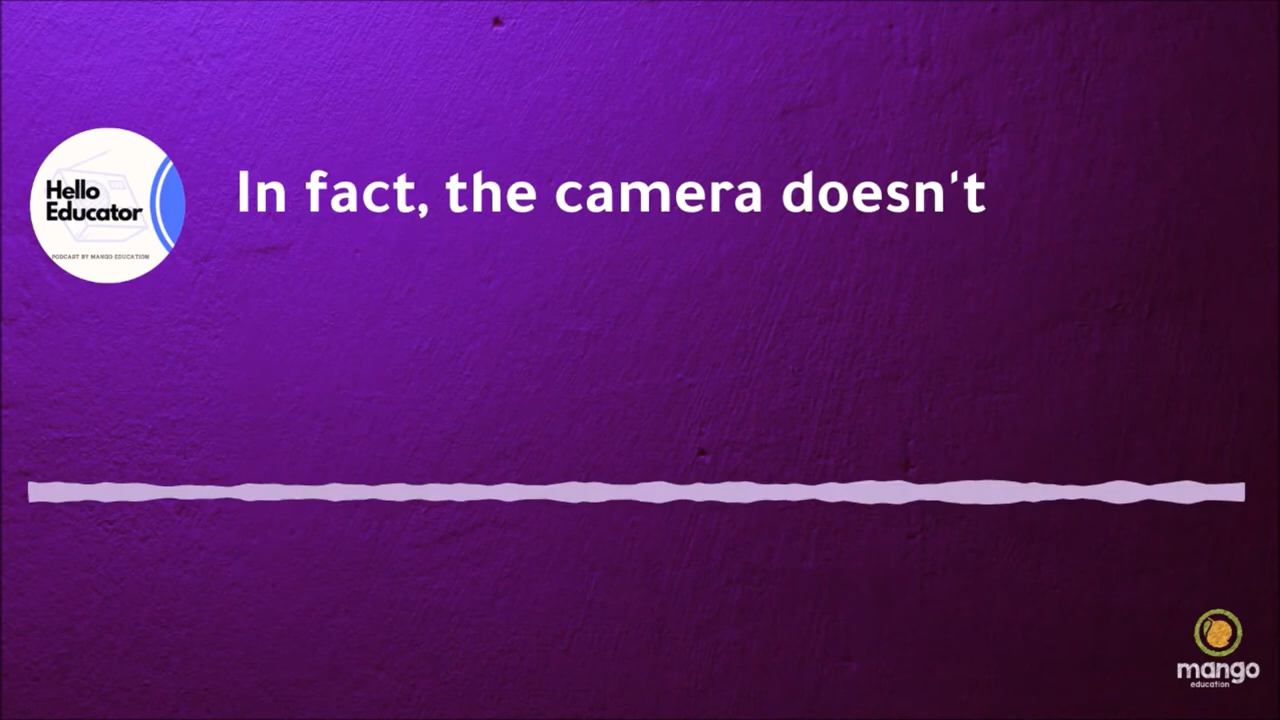 In fact, the camera doesn't
Hello
Educator
PODCAST BY MANGO EDUCATION
mango
education